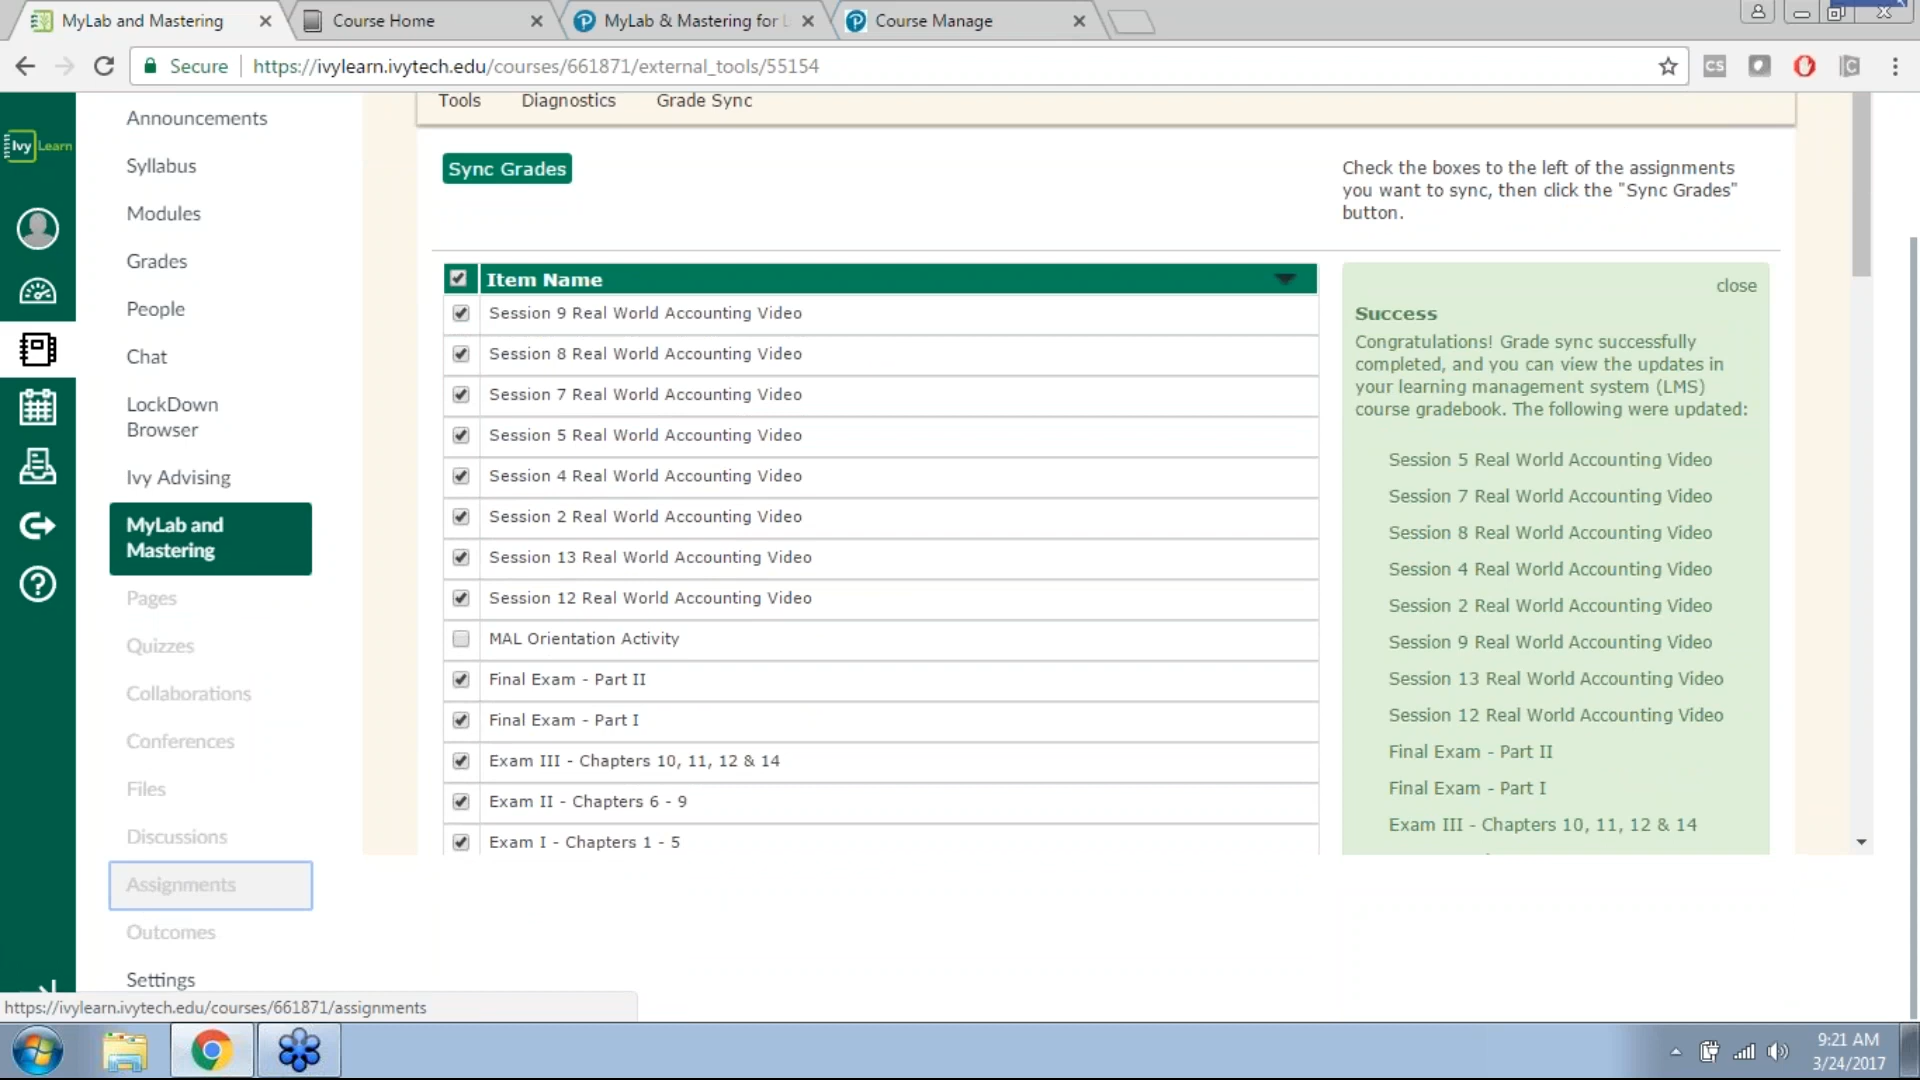 MyLab and Mastering
Course Home
MyLab & Mastering for
Course Manage
Secure
https://ivylearn.ivytech.edu/courses/661871/external_tools/55154
CS
Ivy Learn
Announcements
Syllabus
Modules
Grades
People
Chat
LockDown
Browser
Ivy Advising
MyLab and
Mastering
Pages
Quizzes
Collaborations
Conferences
Files
Discussions
Assignments
Outcomes
Settings
Tools
Diagnostics
Grade Sync
Sync Grades
Check the boxes to the left of the assignments
you want to sync, then click the "Sync Grades"
button.
Item Name
Session 9 Real World Accounting Video
Session 8 Real World Accounting Video
Session 7 Real World Accounting Video
Session 5 Real World Accounting Video
Session 4 Real World Accounting Video
Session 2 Real World Accounting Video
Session 13 Real World Accounting Video
Session 12 Real World Accounting Video
MAL Orientation Activity
Final Exam - Part II
Final Exam - Part I
Exam III - Chapters 10, 11, 12 & 14
Exam II - Chapters 6 - 9
Exam I - Chapters 1 - 5
close
Success
Congratulations! Grade sync successfully
completed, and you can view the updates in
your learning management system (LMS)
course gradebook. The following were updated:
Session 5 Real World Accounting Video
Session 7 Real World Accounting Video
Session 8 Real World Accounting Video
Session 4 Real World Accounting Video
Session 2 Real World Accounting Video
Session 9 Real World Accounting Video
Session 13 Real World Accounting Video
Session 12 Real World Accounting Video
Final Exam - Part II
Final Exam - Part I
Exam III - Chapters 10, 11, 12 & 14
https://ivylearn.ivytech.edu/courses/661871/assignments
9:21 AM
3/24/2017